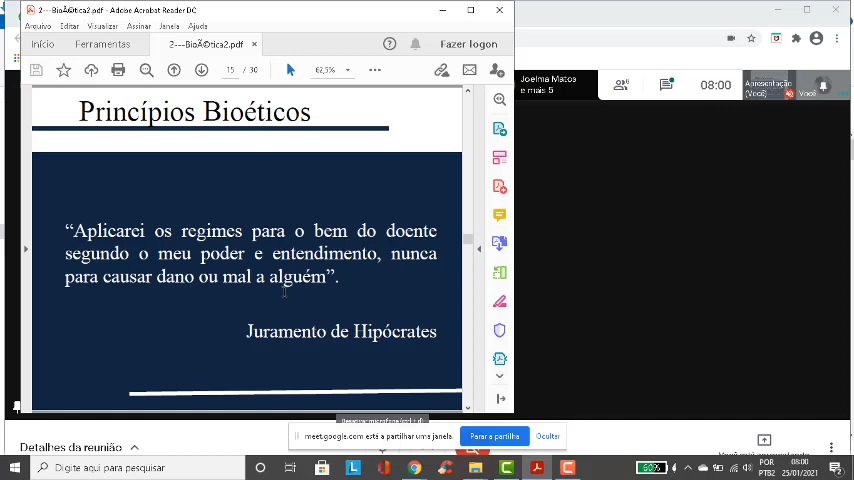 2---BioÃ©tica2.pdf - Adobe Acrobat Reader DC
Arquivo Editar Visualizar Assinar Janela Ajuda
Início Ferramentas 2---BioÃ©tica2.pdf × Fazer logon
15 / 30 62,5%
Joelma Matos
e mais 5
6
08:00
Apresentação
(Você)
Você
Princípios Bioéticos
“Aplicarei os regimes para o bem do doente
segundo o meu poder e entendimento, nunca
para causar dano ou mal a alguém”.
Juramento de Hipócrates
meet.google.com está a partilhar uma janela. Parar a partilha Ocultar
Detalhes da reunião
Digite aqui para pesquisar
60%
POR 08:00
PTB2 25/01/2021